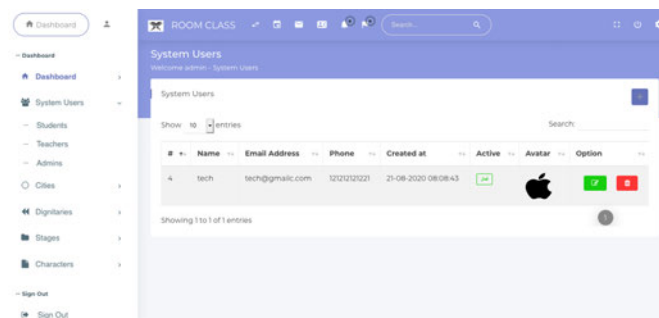 Dashboard
ROOM CLASS
Search...
Dashboard
Dashboard
System Users
Students
Teachers
Admins
Cities
Dignitaries
Stages
Characters
Sign Out
Sign Out
System Users
Welcome admin - System Users
System Users
Show 10 entries
Search:
# Name Email Address Phone Created at Active Avatar Option
4 tech tech@gmailc.com 121212121221 21-08-2020 08:08:43
Showing 1 to 1 of 1 entries
1